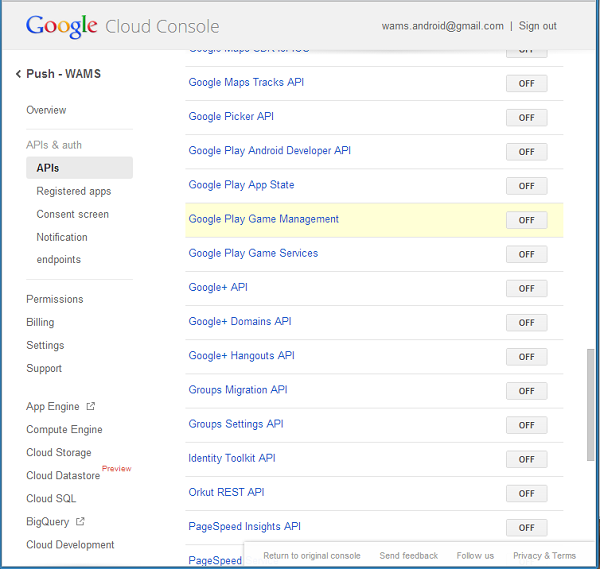 Google Cloud Console
wams.android@gmail.com | Sign out
Push - WAMS
Overview
APIs & auth
APIs
Registered apps
Consent screen
Notification
endpoints
Permissions
Billing
Settings
Support
App Engine
Compute Engine
Cloud Storage
Cloud Datastore Preview
Cloud SQL
BigQuery
Cloud Development
Google Maps SDK for iOS OFF
Google Maps Tracks API OFF
Google Picker API OFF
Google Play Android Developer API OFF
Google Play App State OFF
Google Play Game Management OFF
Google Play Game Services OFF
Google+ API OFF
Google+ Domains API OFF
Google+ Hangouts API OFF
Groups Migration API OFF
Groups Settings API OFF
Identity Toolkit API OFF
Orkut REST API OFF
PageSpeed Insights API OFF
PageSpeed
Return to original console Send feedback Follow us Privacy & Terms